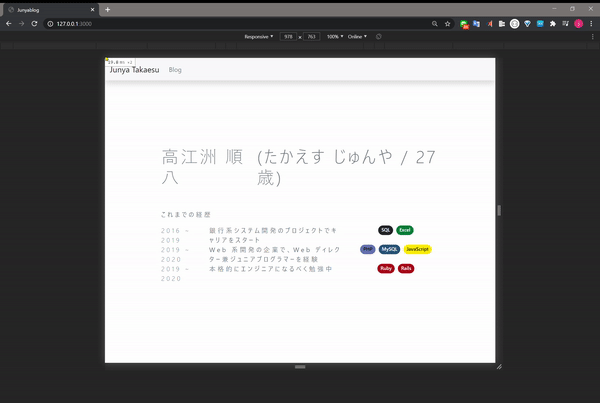 Junyablog
127.0.0.1:3000
Responsive 978 × 763 100% Online
Junya Takaesu Blog
高江洲 順八
(たかえす じゅんや / 27歳)
これまでの経歴
2016 - 2019
銀行系システム開発のプロジェクトでキャリアをスタート
SQL Excel
2019 - 2020
Web 系開発の企業で、Web ディレクター兼ジュニアプログラマーを経験
PHP MySQL JavaScript
2019 - 2020
本格的にエンジニアになるべく勉強中
Ruby Rails